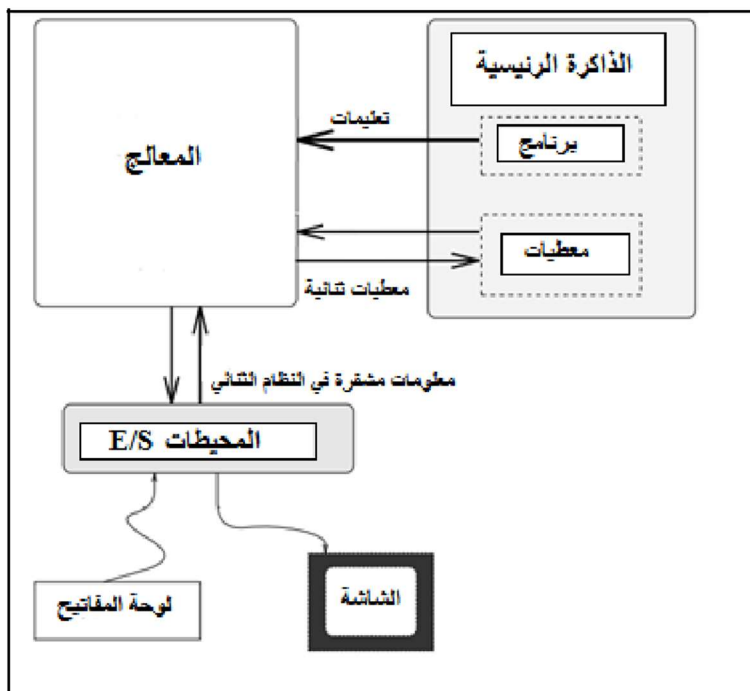 الذاكرة الرئيسية
تعليمات
برنامج
المعالج
معطيات
معطيات ثنائية
معلومات مشفرة في النظام الثنائي
المحيطات E/S
لوحة المفاتيح
الشاشة